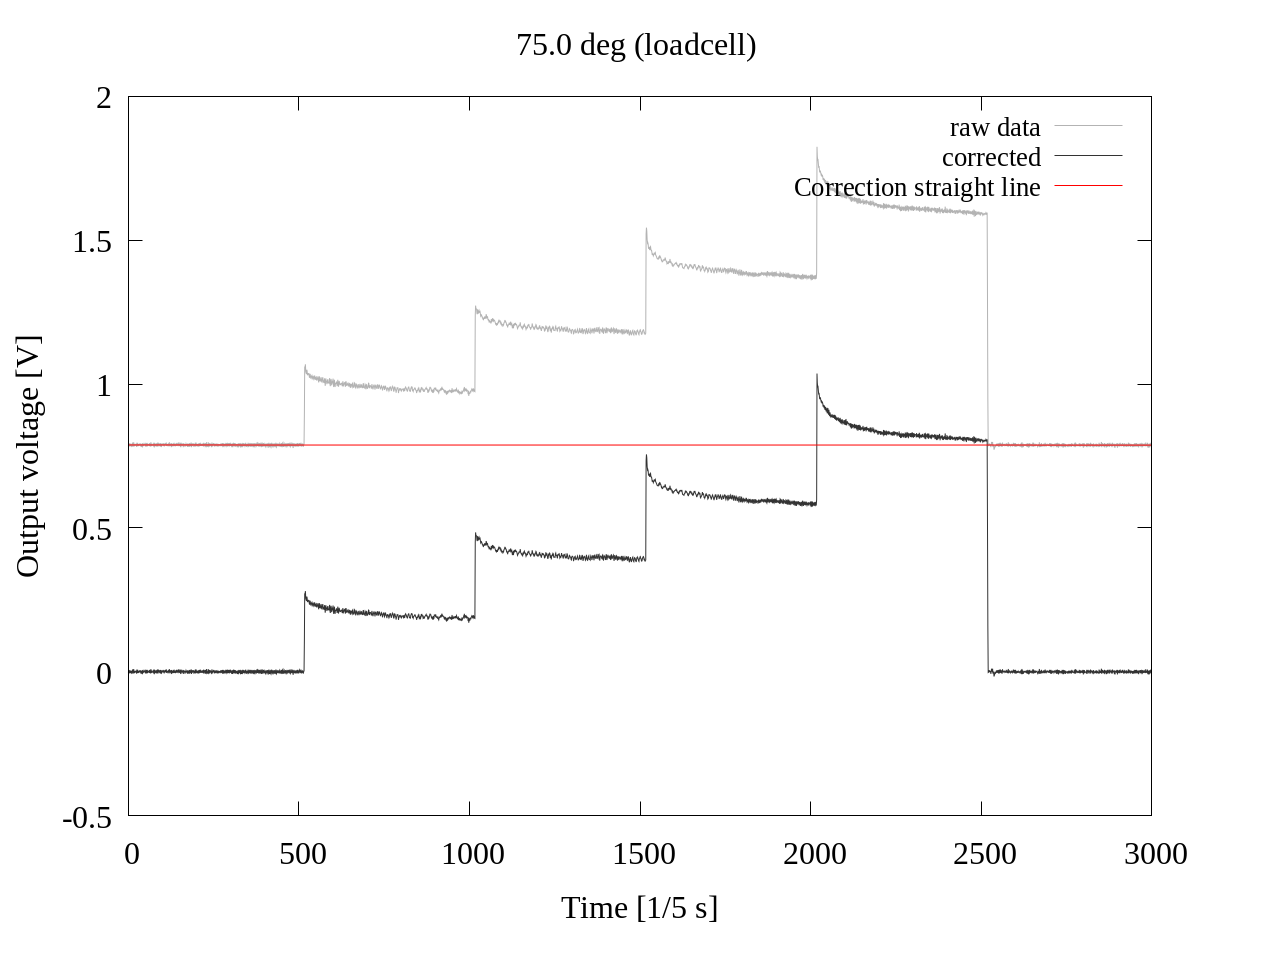 75.0 deg (loadcell)
2
1.5
1
0.5
0
-0.5
Output voltage [V]
raw data
corrected
Correction straight line
0 500 1000 1500 2000 2500 3000
Time [1/5 s]